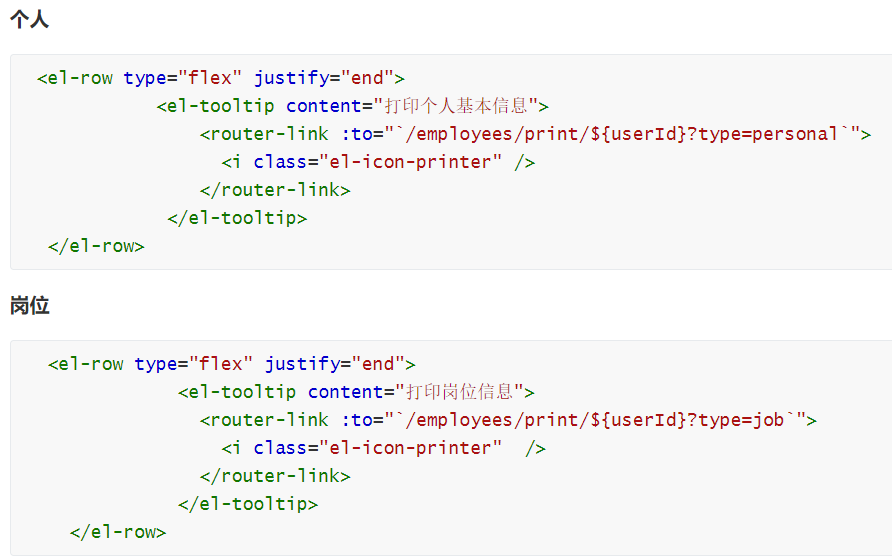 个人
<el-row type="flex" justify="end">
<el-tooltip content="打印个人基本信息">
<router-link :to="`/employees/print/${userId}?type=personal`">
<i class="el-icon-printer" />
</router-link>
</el-tooltip>
</el-row>
岗位
<el-row type="flex" justify="end">
<el-tooltip content="打印岗位信息">
<router-link :to="`/employees/print/${userId}?type=job`">
<i class="el-icon-printer"  />
</router-link>
</el-tooltip>
</el-row>